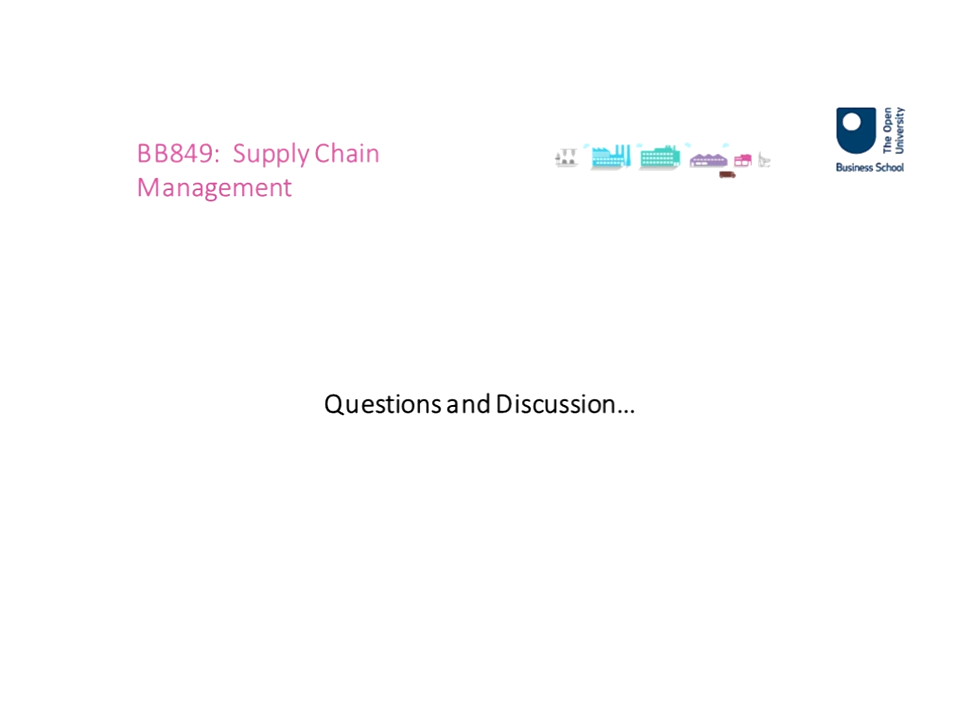 BB849: Supply Chain
Management
The Open
University
Business School
Questions and Discussion...